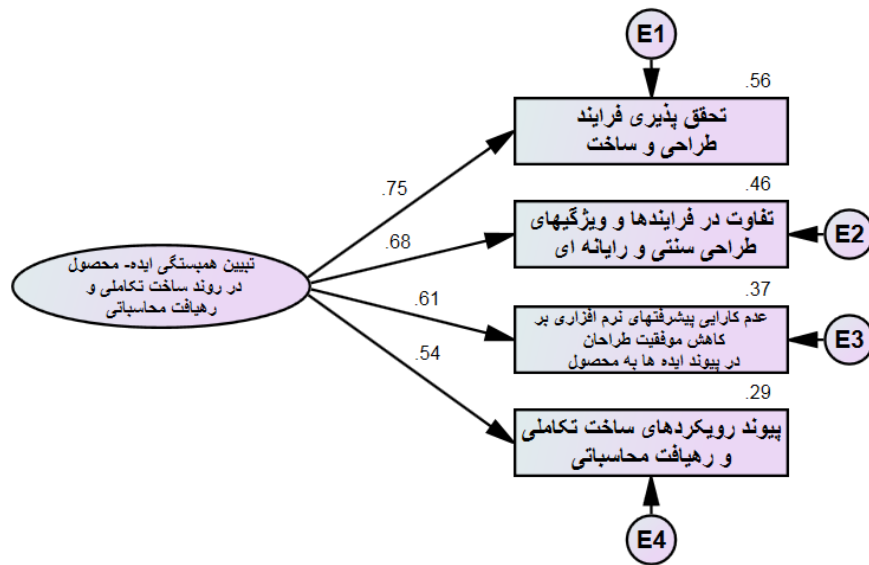 E1
.56
تحقق پذیری فرایند
طراحی و ساخت
.75
.46
تفاوت در فرایندها و ویژگیهای
طراحی سنتی و رایانه ای
E2
.68
تبیین همبستگی ایده- محصول
در روند ساخت تکاملی و
رهیافت محاسباتی
.61
.37
عدم کارایی پیشرفتهای نرم افزاری بر
کاهش موفقیت طراحان
در پیوند ایده ها به محصول
E3
.54
.29
پیوند رویکردهای ساخت تکاملی
و رهیافت محاسباتی
E4